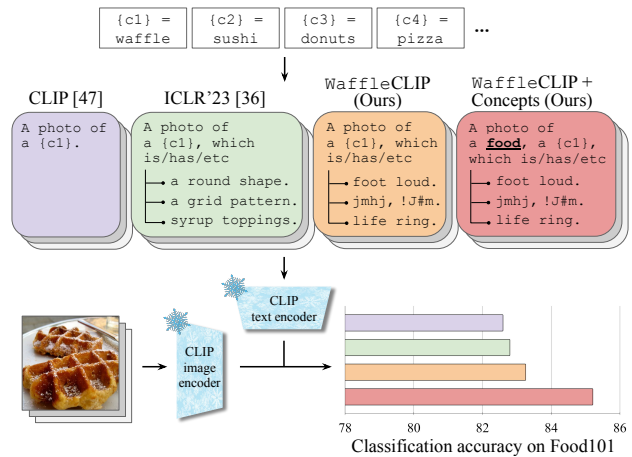 {c1} = waffle
{c2} = sushi
{c3} = donuts
{c4} = pizza
...
CLIP [47]
A photo of
a {c1}.
ICLR'23 [36]
A photo of
a {c1}, which
is/has/etc
a round shape.
a grid pattern.
syrup toppings.
WaffleCLIP
(Ours)
A photo of
a {c1}, which
is/has/etc
foot loud.
jmhj, !J#m.
life ring.
WaffleCLIP +
Concepts (Ours)
A photo of
a food, a {c1},
which is/has/etc
foot loud.
jmhj, !J#m.
life ring.
CLIP
text encoder
CLIP
image
encoder
78 80 82 84 86
Classification accuracy on Food101